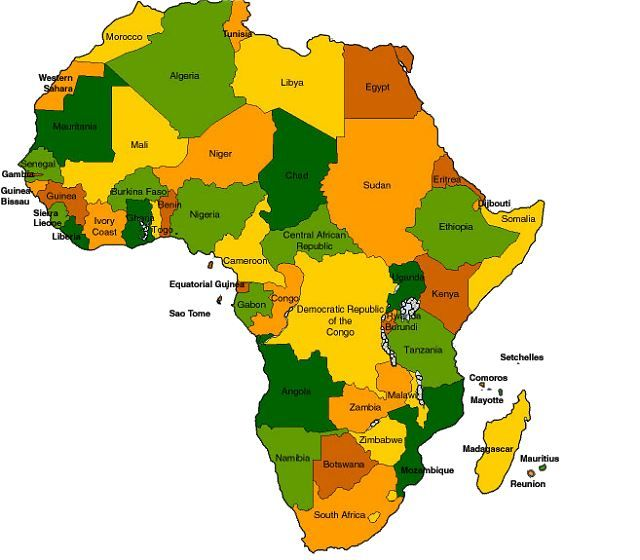 Morocco
Tunisia
Algeria
Libya
Egypt
Western
Sahara
Mauritania
Mali
Niger
Chad
Sudan
Eritrea
Djibouti
Somalia
Ethiopia
Senegal
Gambia
Guinea
Bissau
Guinea
Sierra
Leone
Liberia
Ivory
Coast
Burkina Faso
Ghana
Togo
Benin
Nigeria
Cameroon
Central African
Republic
Equatorial Guinea
Sao Tome
Gabon
Congo
Democratic Republic
of the
Congo
Uganda
Kenya
Rwanda
Burundi
Tanzania
Setchelles
Comoros
Mayotte
Angola
Zambia
Malawi
Zimbabwe
Mozambique
Madagascar
Mauritius
Reunion
Namibia
Botswana
South Africa